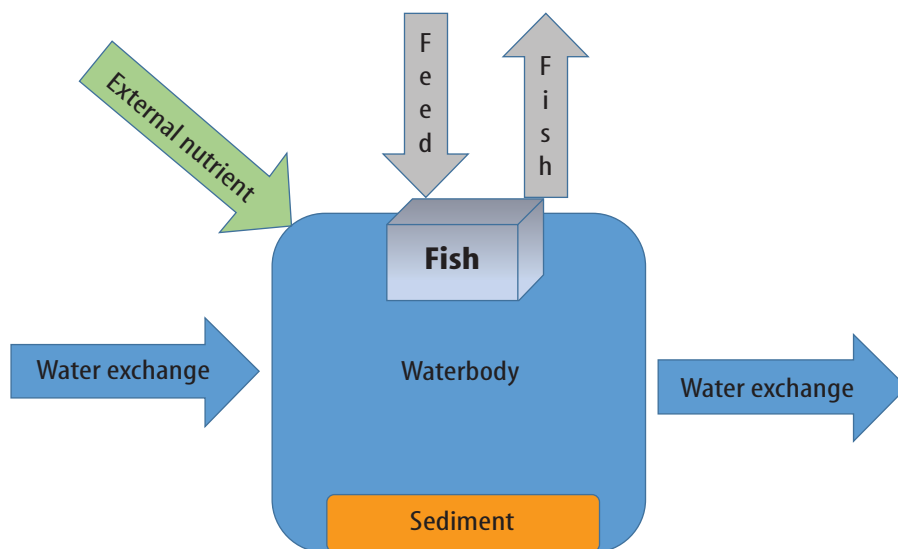 Feed
Fish
External nutrient
Fish
Water exchange
Waterbody
Water exchange
Sediment